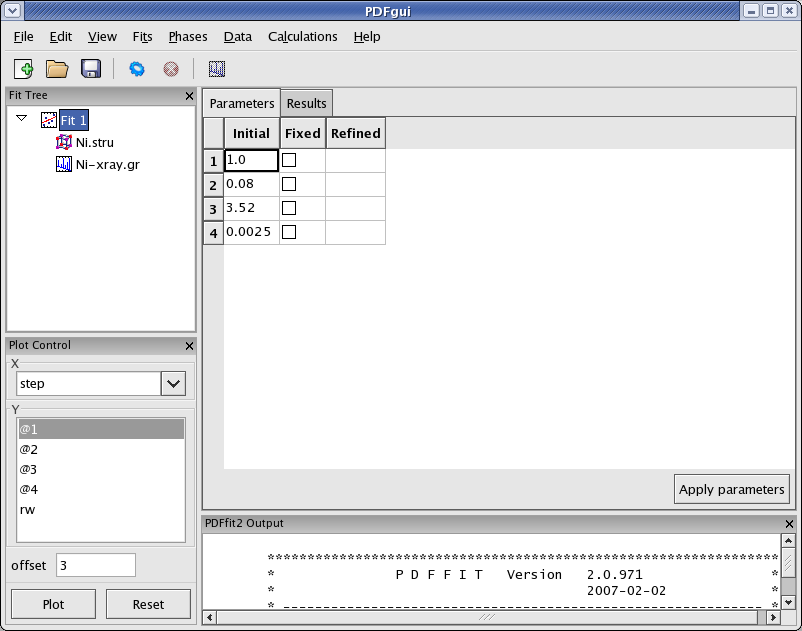 PDFgui
File Edit View Fits Phases Data Calculations Help
Fit Tree
Fit 1
Ni.stru
Ni-xray.gr
Plot Control
X
step
Y
@1
@2
@3
@4
rw
offset 3
Plot Reset
Parameters Results
Initial Fixed Refined
1 1.0
2 0.08
3 3.52
4 0.0025
Apply parameters
PDFfit2 Output
****************************************************************
* P D F F I T Version 2.0.971 *
* 2007-02-02 *
* ------------------------------------------------------------ *